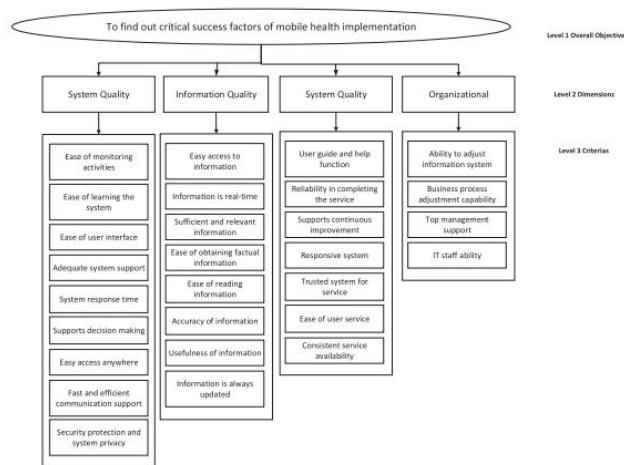 To find out critical success factors of mobile health implementation
Level 1 Overall Objective
System Quality
Information Quality
System Quality
Organizational
Level 2 Dimensions
Level 3 Criterias
Ease of monitoring
activities
Ease of learning the
system
Ease of user interface
Adequate system support
System response time
Supports decision making
Easy access anywhere
Fast and efficient
communication support
Security protection and
system privacy
Easy access to
information
Information is real-time
Sufficient and relevant
information
Ease of obtaining factual
information
Ease of reading
information
Accuracy of information
Usefulness of information
Information is always
updated
User guide and help
function
Reliability in completing
the service
Supports continuous
improvement
Responsive system
Trusted system for
service
Ease of user service
Consistent service
availability
Ability to adjust
information system
Business process
adjustment capability
Top management
support
IT staff ability